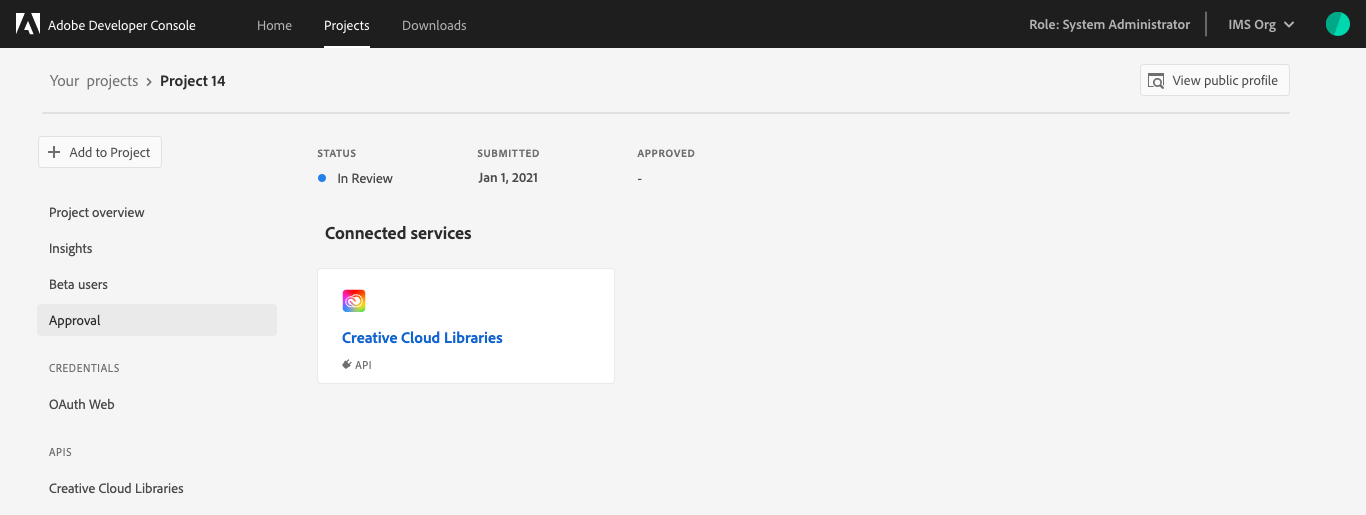 Adobe Developer Console Home Projects Downloads Role: System Administrator IMS Org
Your projects > Project 14 View public profile
Add to Project
Project overview
Insights
Beta users
Approval
CREDENTIALS
OAuth Web
APIS
Creative Cloud Libraries
STATUS SUBMITTED APPROVED
In Review Jan 1, 2021 -
Connected services
Creative Cloud Libraries
API